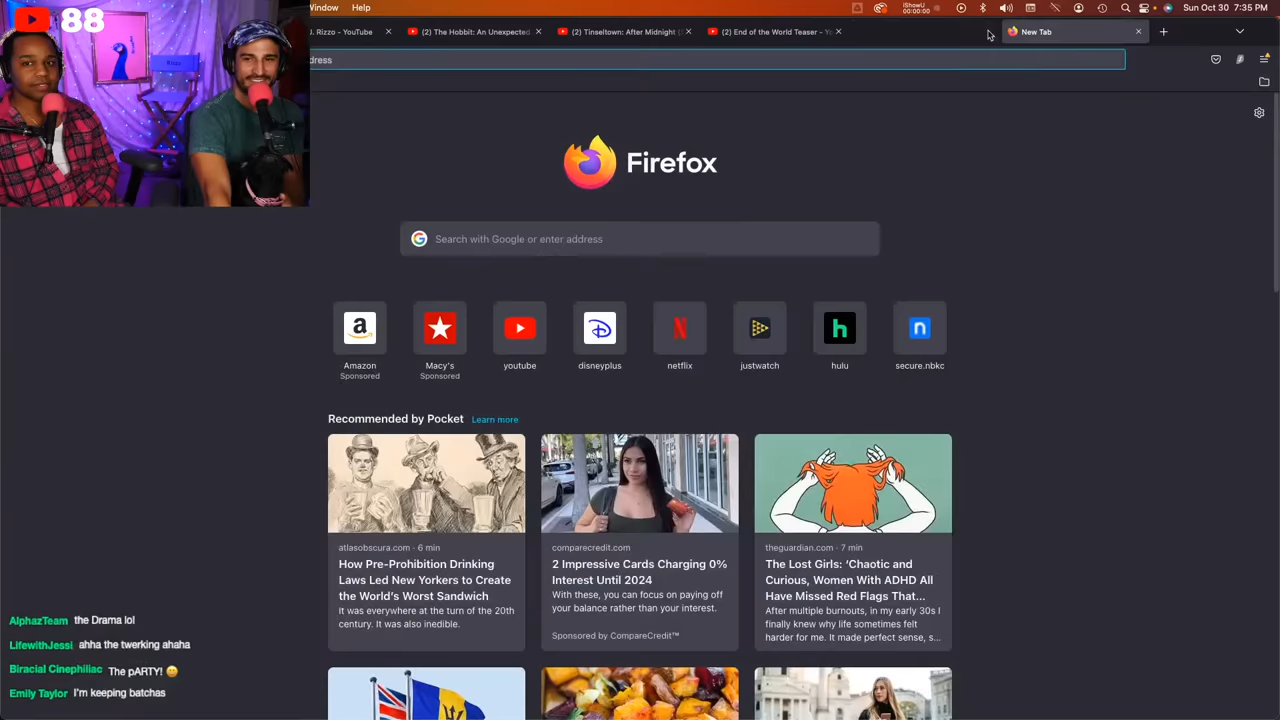 Window Help
iShowU
00:00:00
Sun Oct 30 7:35 PM
88
J. Rizzo - YouTube
(2) The Hobbit: An Unexpected
(2) Tinseltown: After Midnight (
(2) End of the World Teaser - Yo
New Tab
dress
Rizzo
Firefox
Search with Google or enter address
Amazon
Sponsored
Macy's
Sponsored
youtube
disneyplus
netflix
justwatch
hulu
secure.nbkc
Recommended by Pocket Learn more
atlasobscura.com · 6 min
How Pre-Prohibition Drinking
Laws Led New Yorkers to Create
the World's Worst Sandwich
It was everywhere at the turn of the 20th
century. It was also inedible.
comparecredit.com
2 Impressive Cards Charging 0%
Interest Until 2024
With these, you can focus on paying off
your balance rather than your interest.
Sponsored by CompareCredit™
theguardian.com · 7 min
The Lost Girls: ‘Chaotic and
Curious, Women With ADHD All
Have Missed Red Flags That...
After multiple burnouts, in my early 30s I
finally knew why life sometimes felt
harder for me. It made perfect sense, s...
AlphazTeam the Drama lol
LifewithJessi ahha the twerking ahaha
Biracial Cinephiliac The pARTY! 😁
Emily Taylor I'm keeping batchas